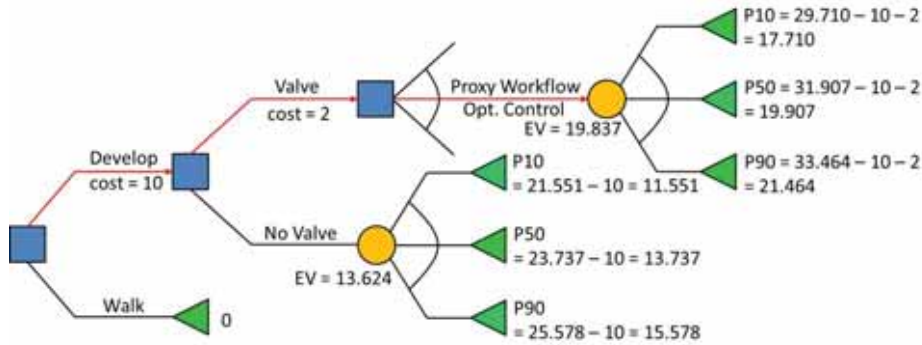 P10 = 29.710 – 10 – 2
= 17.710
Valve
cost = 2
Proxy Workflow
Opt. Control
EV = 19.837
P50 = 31.907 – 10 – 2
= 19.907
Develop
cost = 10
P10
= 21.551 – 10 = 11.551
P90 = 33.464 – 10 – 2
= 21.464
No Valve
EV = 13.624
P50
= 23.737 – 10 = 13.737
Walk
0
P90
= 25.578 – 10 = 15.578